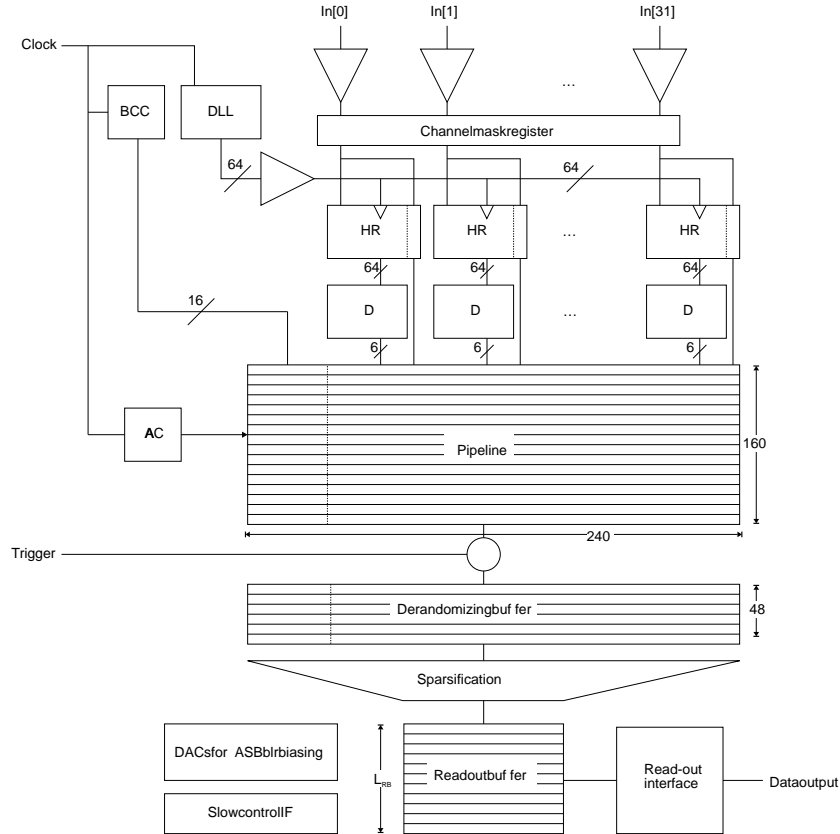 In[0] In[1] In[31]
Clock
BCC DLL ...
Channelmaskregister
64 64
HR HR ... HR
64 64 64
16 D D ... D
6 6 6
AC Pipeline 160
240
Trigger
Derandomizingbuf fer 48
Sparsification
DACsfor ASBblrbiasing
LRB Readoutbuf fer Read-out
interface Dataoutput
SlowcontrolIF